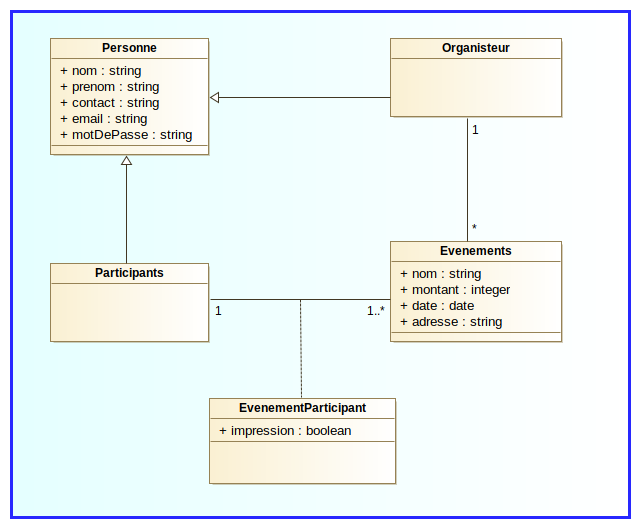 Personne
+ nom : string
+ prenom : string
+ contact : string
+ email : string
+ motDePasse : string
Organisteur
1
*
Participants
1
1..*
Evenements
+ nom : string
+ montant : integer
+ date : date
+ adresse : string
EvenementParticipant
+ impression : boolean